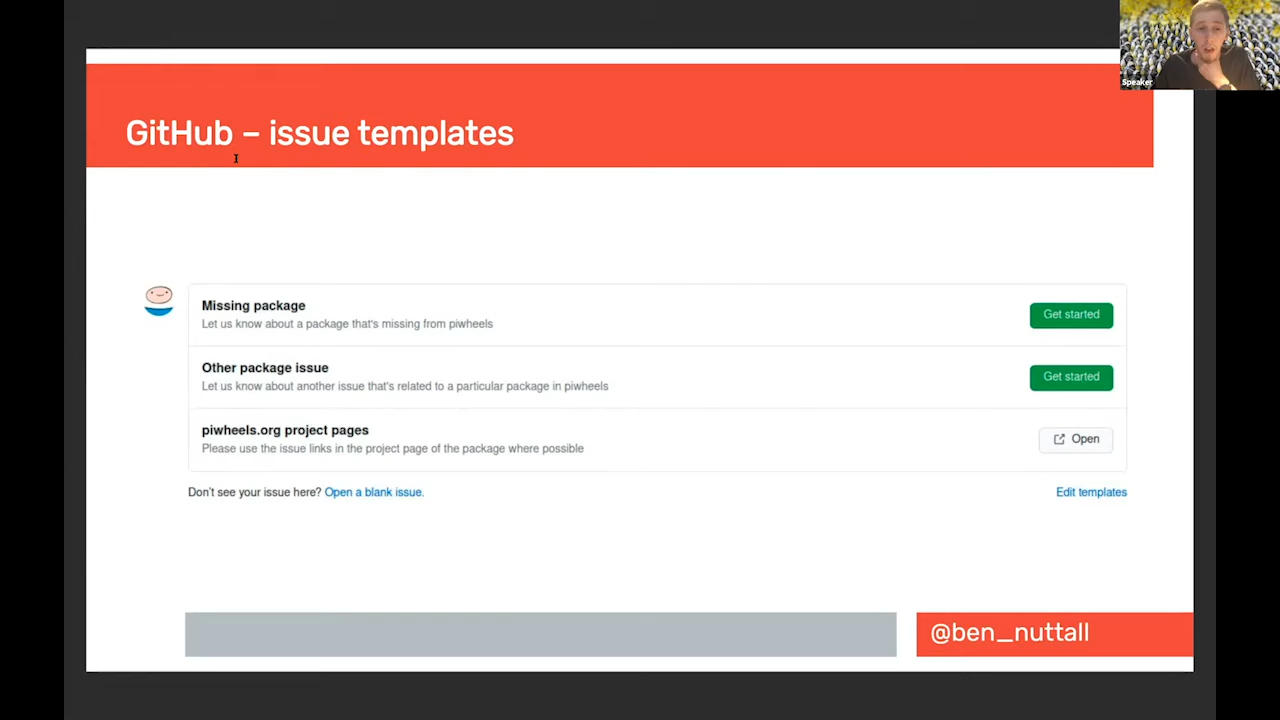 Speaker
GitHub – issue templates
Missing package
Let us know about a package that's missing from piwheels
Get started
Other package issue
Let us know about another issue that's related to a particular package in piwheels
Get started
piwheels.org project pages
Please use the issue links in the project page of the package where possible
Open
Don't see your issue here? Open a blank issue.
Edit templates
@ben_nuttall